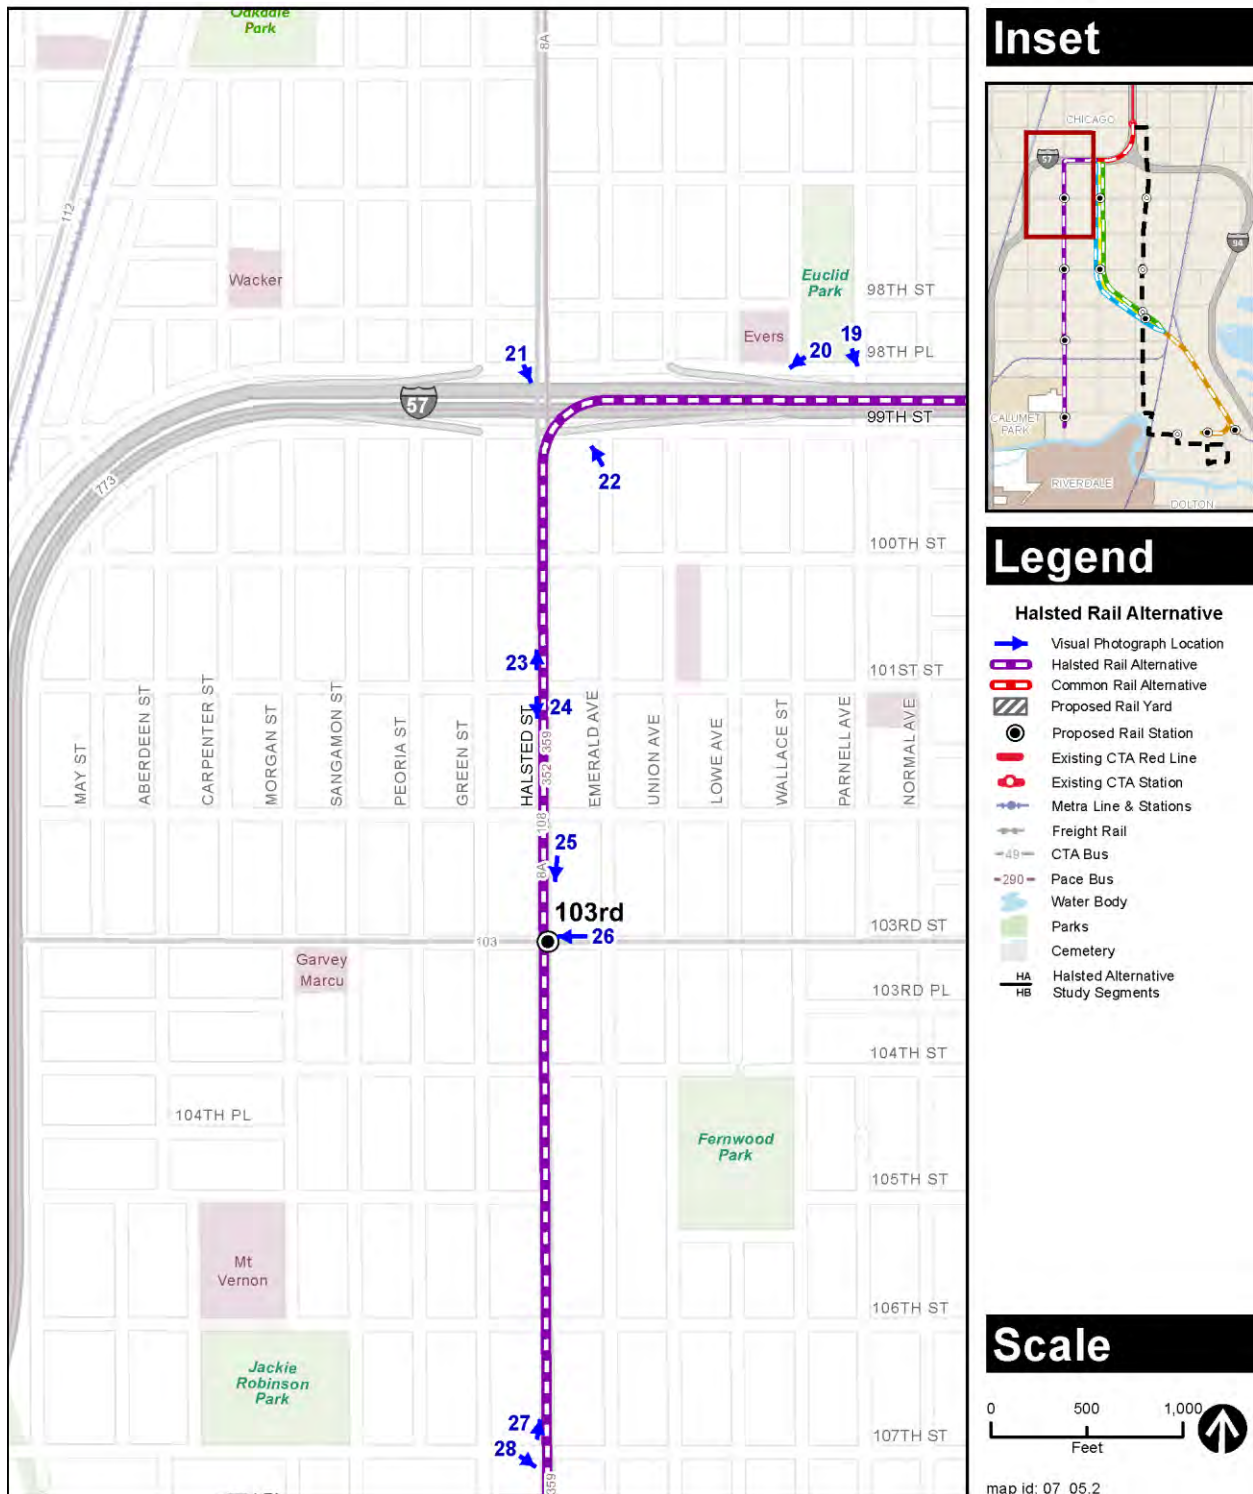 Oakdale
Park
8A
112
Wacker
Euclid
Park
98TH ST
Evers
19
20
98TH PL
21
57
99TH ST
22
773
100TH ST
23
101ST ST
24
MAY ST
ABERDEEN ST
CARPENTER ST
MORGAN ST
SANGAMON ST
PEORIA ST
GREEN ST
HALSTED ST
352 359
EMERALD AVE
UNION AVE
LOWE AVE
WALLACE ST
PARNELL AVE
NORMAL AVE
108
25
8A
103rd
26
103RD ST
103
Garvey
Marcu
103RD PL
104TH ST
104TH PL
Fernwood
Park
105TH ST
Mt
Vernon
106TH ST
Jackie
Robinson
Park
27
28
107TH ST
359
Inset
CHICAGO
57
94
CALUMET
PARK
RIVERDALE
DOLTON
Legend
Halsted Rail Alternative
Visual Photograph Location
Halsted Rail Alternative
Common Rail Alternative
Proposed Rail Yard
Proposed Rail Station
Existing CTA Red Line
Existing CTA Station
Metra Line & Stations
Freight Rail
49 CTA Bus
290 Pace Bus
Water Body
Parks
Cemetery
HA Halsted Alternative
HB Study Segments
Scale
0 500 1,000
Feet
map id: 07_05.2